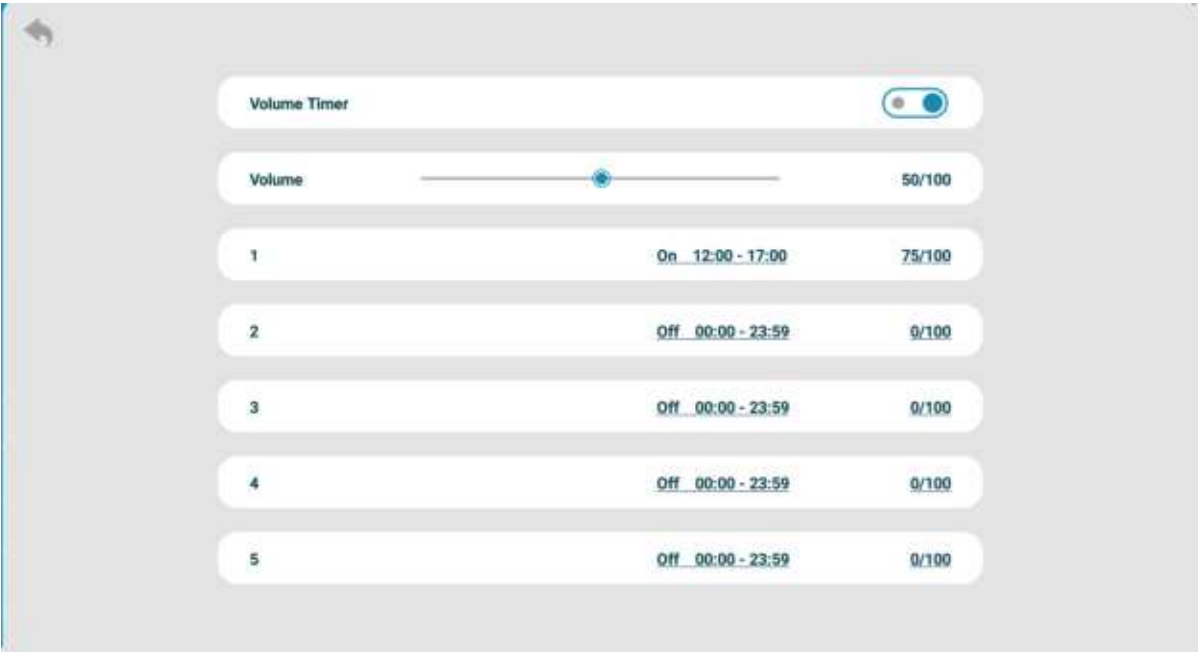 Volume Timer
Volume 50/100
1 On 12:00 - 17:00 75/100
2 Off 00:00 - 23:59 0/100
3 Off 00:00 - 23:59 0/100
4 Off 00:00 - 23:59 0/100
5 Off 00:00 - 23:59 0/100